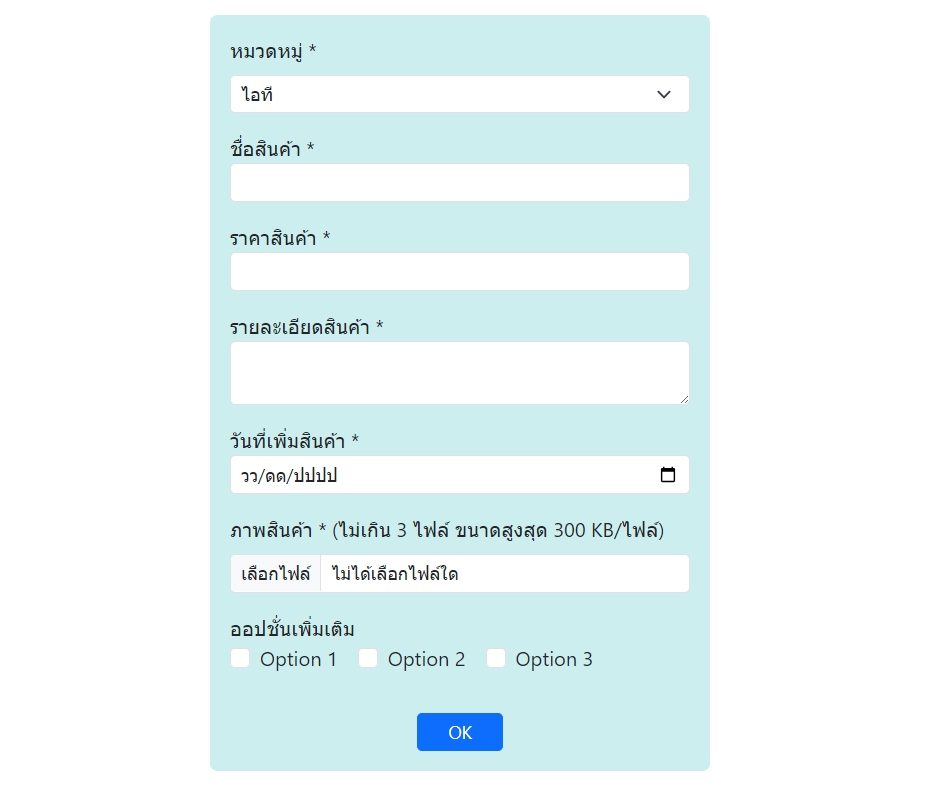 หมวดหมู่ *
ไอที
ชื่อสินค้า *
ราคาสินค้า *
รายละเอียดสินค้า *
วันที่เพิ่มสินค้า *
วว/ดด/ปปปป
ภาพสินค้า * (ไม่เกิน 3 ไฟล์ ขนาดสูงสุด 300 KB/ไฟล์)
เลือกไฟล์ ไม่ได้เลือกไฟล์ใด
ออปชั่นเพิ่มเติม
Option 1 Option 2 Option 3
OK